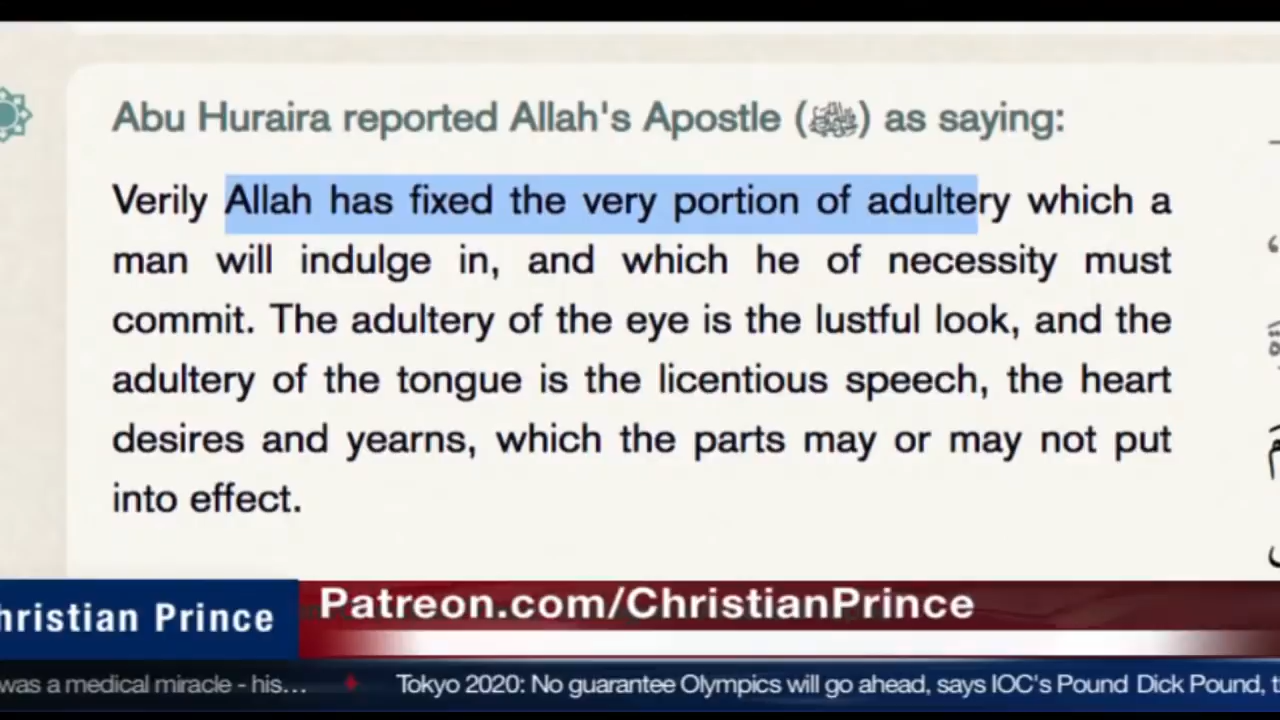 Abu Huraira reported Allah's Apostle (ﷺ) as saying:
Verily Allah has fixed the very portion of adultery which a
man will indulge in, and which he of necessity must
commit. The adultery of the eye is the lustful look, and the
adultery of the tongue is the licentious speech, the heart
desires and yearns, which the parts may or may not put
into effect.
Patreon.com/ChristianPrince
hristian Prince
was a medical miracle - his... ♦ Tokyo 2020: No guarantee Olympics will go ahead, says IOC's Pound Dick Pound, t